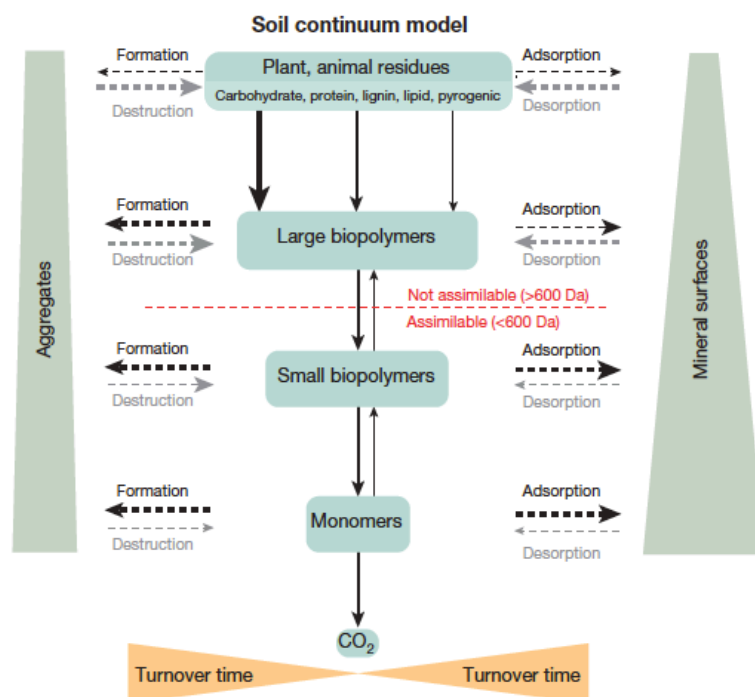 Soil continuum model
Formation
Plant, animal residues
Adsorption
Destruction
Carbohydrate, protein, lignin, lipid, pyrogenic
Desorption
Formation
Large biopolymers
Adsorption
Destruction
Desorption
Aggregates
Mineral surfaces
Not assimilable (>600 Da)
Assimilable (<600 Da)
Formation
Small biopolymers
Adsorption
Destruction
Desorption
Formation
Monomers
Adsorption
Destruction
Desorption
CO₂
Turnover time
Turnover time